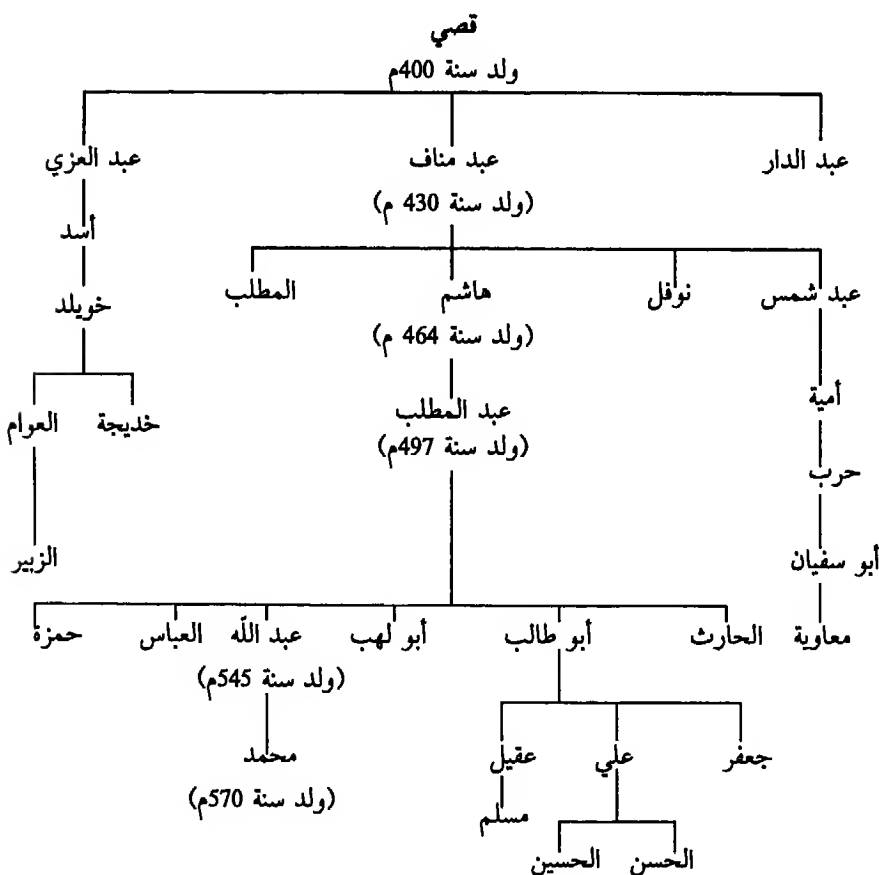 قصي
ولد سنة 400م
عبد الدار
عبد مناف
عبد العزي
(ولد سنة 430 م)
أسد
عبد شمس
نوفل
هاشم
المطلب
خويلد
(ولد سنة 464 م)
أمية
عبد المطلب
خديجة
العوام
(ولد سنة 497م)
حرب
أبو سفيان
الزبير
معاوية
الحارث
أبو طالب
أبو لهب
عبد الله
العباس
حمزة
(ولد سنة 545م)
جعفر
علي
عقيل
محمد
(ولد سنة 570م)
مسلم
الحسن
الحسين